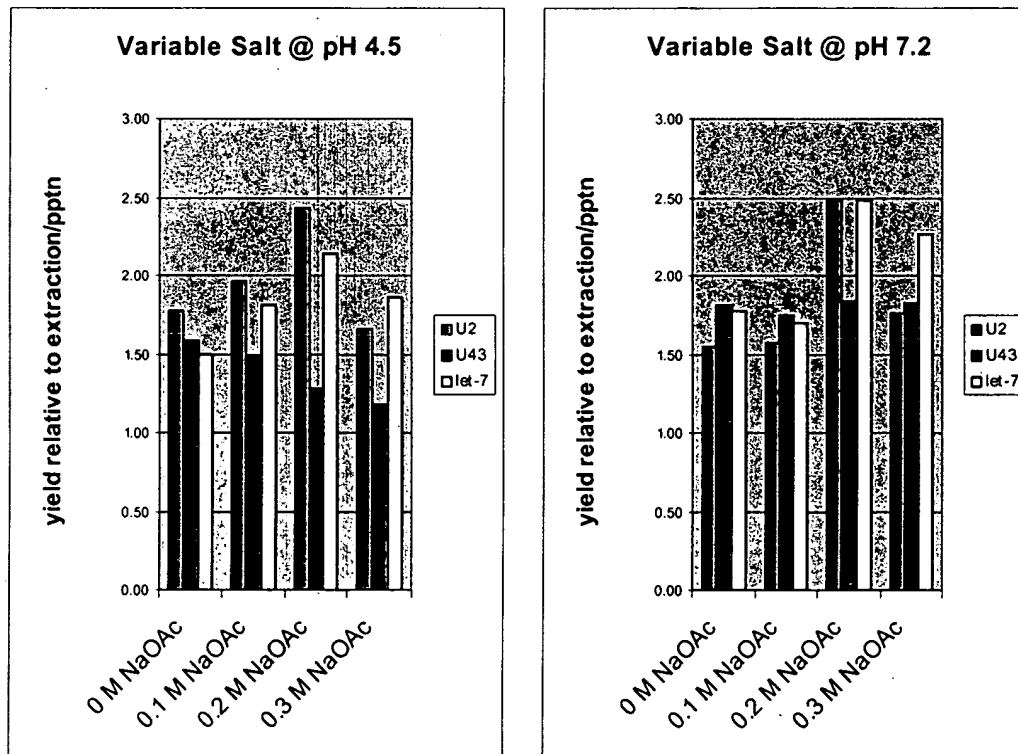 Variable Salt @ pH 4.5
yield relative to extraction/pptn
3.00
2.50
2.00
1.50
1.00
0.50
0.00
0 M NaOAc
0.1 M NaOAc
0.2 M NaOAc
0.3 M NaOAc
U2
U43
let-7
Variable Salt @ pH 7.2
yield relative to extraction/pptn
3.00
2.50
2.00
1.50
1.00
0.50
0.00
0 M NaOAc
0.1 M NaOAc
0.2 M NaOAc
0.3 M NaOAc
U2
U43
let-7